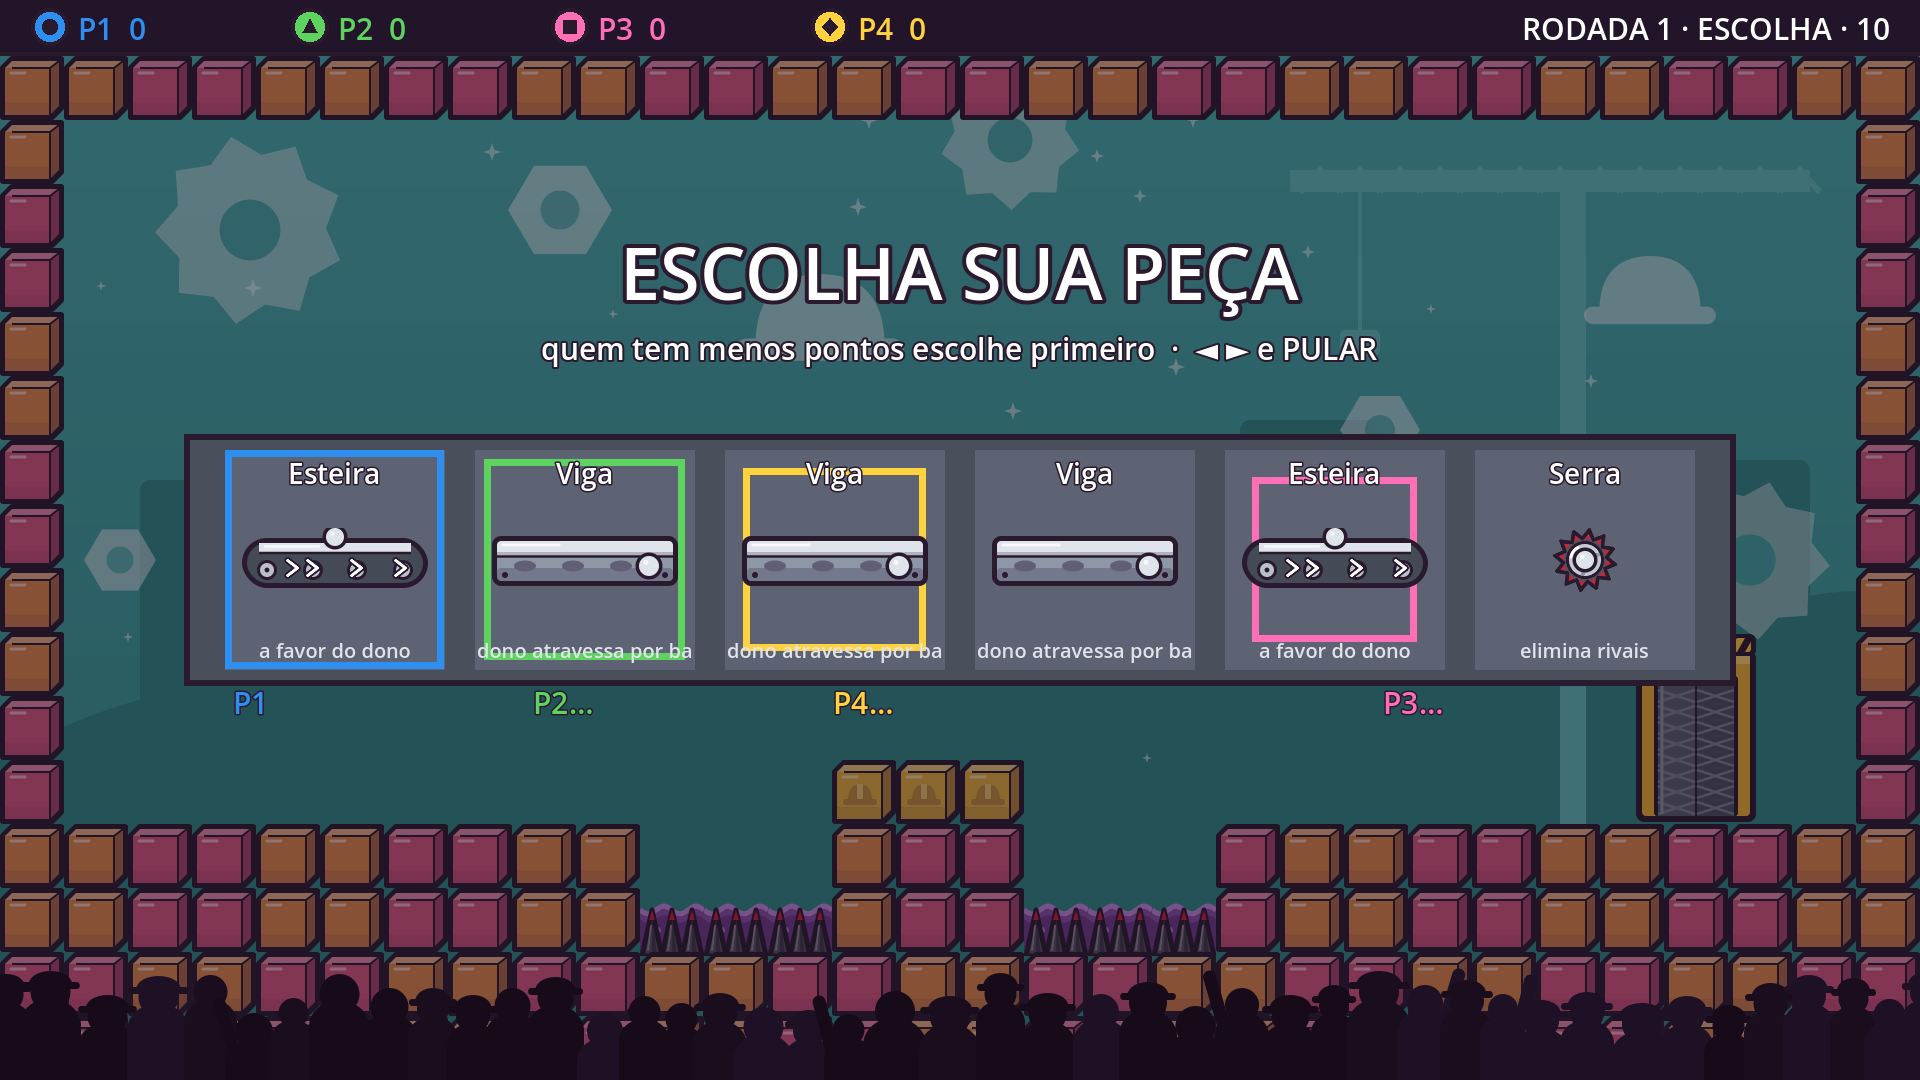 P1 0 P2 0 P3 0 P4 0 RODADA 1 · ESCOLHA · 10
ESCOLHA SUA PEÇA
quem tem menos pontos escolhe primeiro · ◄► e PULAR
Esteira Viga Viga Viga Esteira Serra
a favor do dono dono atravessa por ba dono atravessa por ba dono atravessa por ba a favor do dono elimina rivais
P1 P2... P4... P3...